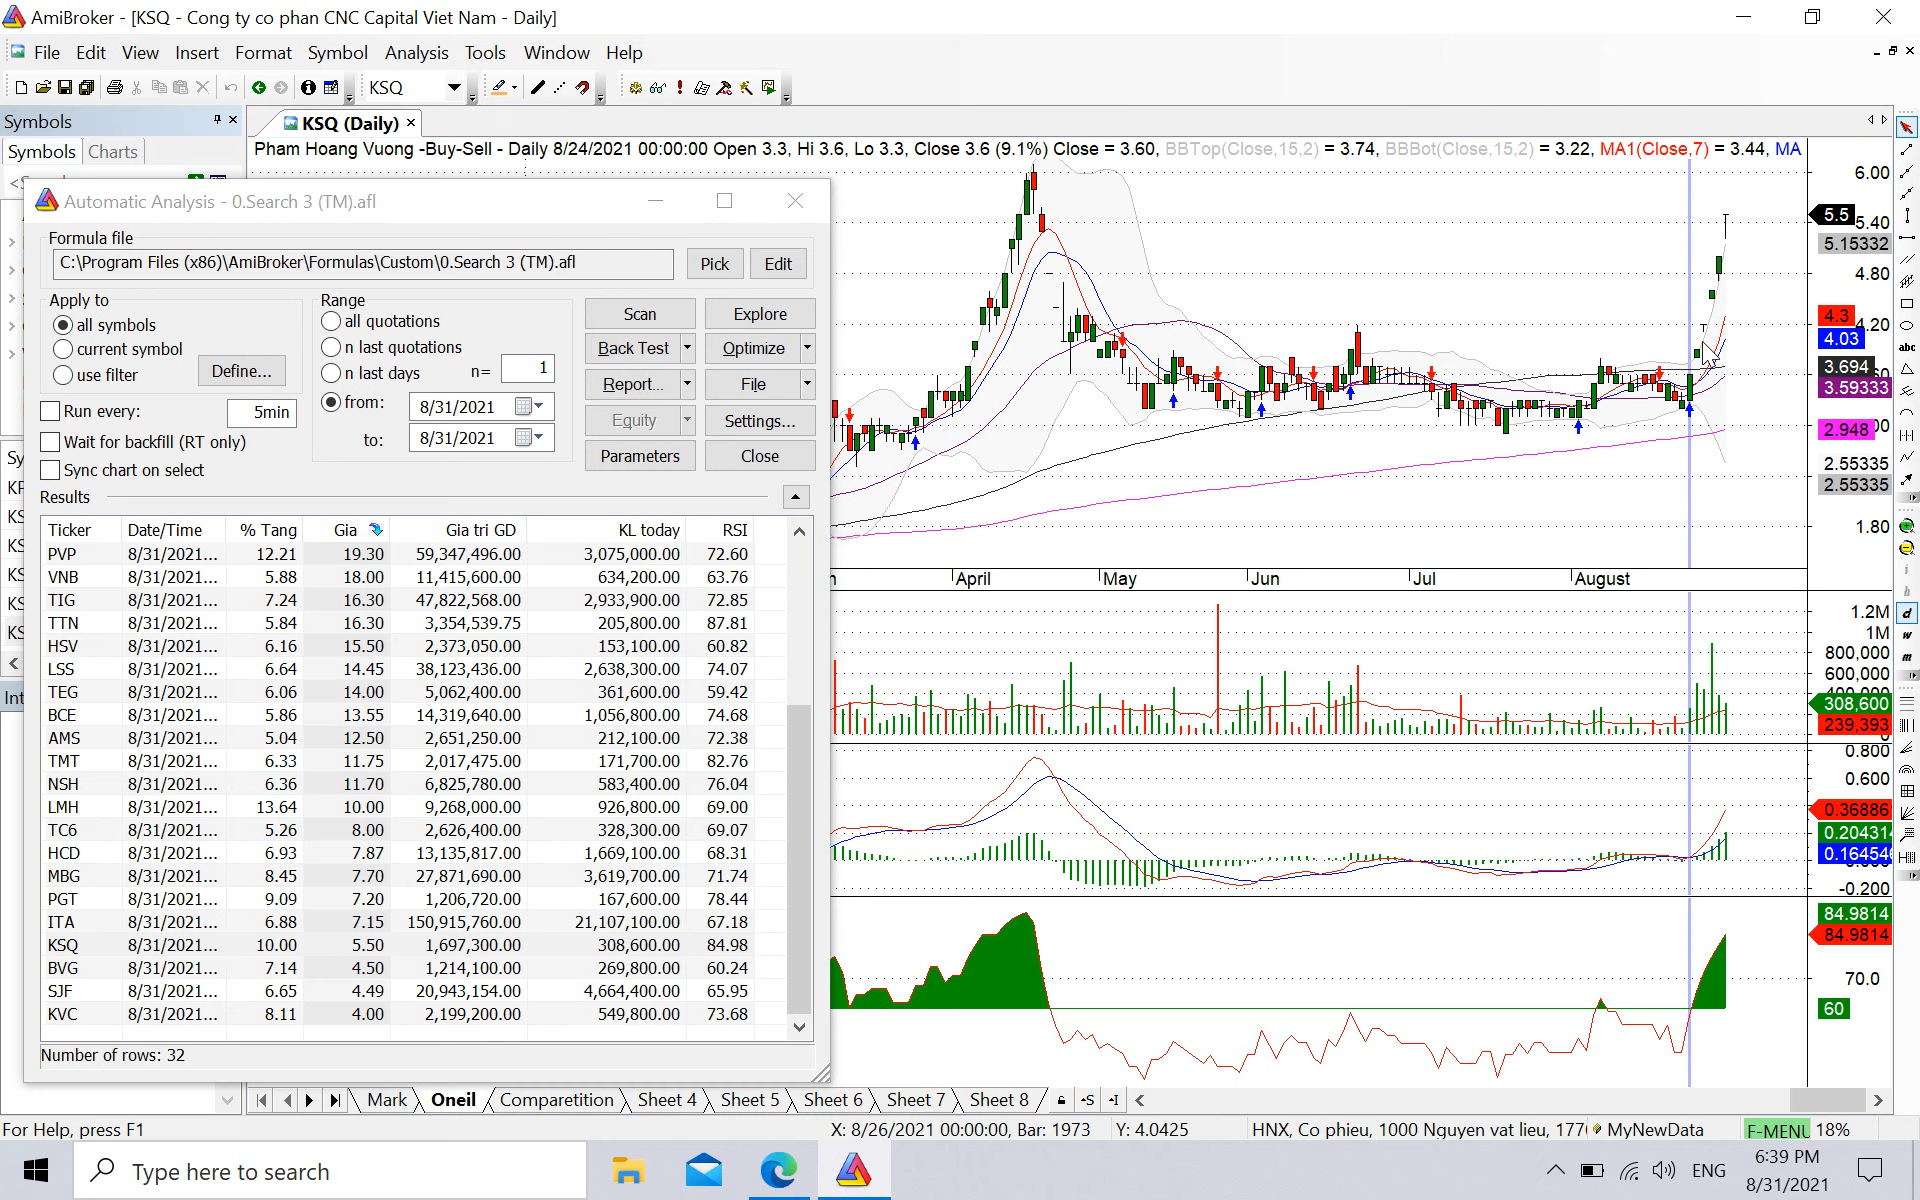 AmiBroker - [KSQ - Cong ty co phan CNC Capital Viet Nam - Daily]
File Edit View Insert Format Symbol Analysis Tools Window Help
KSQ
Symbols
Symbols Charts
KSQ (Daily)
Pham Hoang Vuong -Buy-Sell - Daily 8/24/2021 00:00:00 Open 3.3, Hi 3.6, Lo 3.3, Close 3.6 (9.1%) Close = 3.60, BBTop(Close,15,2) = 3.74, BBBot(Close,15,2) = 3.22, MA1(Close,7) = 3.44, MA
Automatic Analysis - 0.Search 3 (TM).afl
Formula file
C:\Program Files (x86)\AmiBroker\Formulas\Custom\0.Search 3 (TM).afl
Pick Edit
Apply to
all symbols
current symbol
use filter
Define...
Range
all quotations
n last quotations
n last days n= 1
from: 8/31/2021
to: 8/31/2021
Scan Explore
Back Test Optimize
Report... File
Equity Settings...
Parameters Close
Run every: 5min
Wait for backfill (RT only)
Sync chart on select
Results
Ticker Date/Time % Tang Gia Gia tri GD KL today RSI
PVP 8/31/2021... 12.21 19.30 59,347,496.00 3,075,000.00 72.60
VNB 8/31/2021... 5.88 18.00 11,415,600.00 634,200.00 63.76
TIG 8/31/2021... 7.24 16.30 47,822,568.00 2,933,900.00 72.85
TTN 8/31/2021... 5.84 16.30 3,354,539.75 205,800.00 87.81
HSV 8/31/2021... 6.16 15.50 2,373,050.00 153,100.00 60.82
LSS 8/31/2021... 6.64 14.45 38,123,436.00 2,638,300.00 74.07
TEG 8/31/2021... 6.06 14.00 5,062,400.00 361,600.00 59.42
BCE 8/31/2021... 5.86 13.55 14,319,640.00 1,056,800.00 74.68
AMS 8/31/2021... 5.04 12.50 2,651,250.00 212,100.00 72.38
TMT 8/31/2021... 6.33 11.75 2,017,475.00 171,700.00 82.76
NSH 8/31/2021... 6.36 11.70 6,825,780.00 583,400.00 76.04
LMH 8/31/2021... 13.64 10.00 9,268,000.00 926,800.00 69.00
TC6 8/31/2021... 5.26 8.00 2,626,400.00 328,300.00 69.07
HCD 8/31/2021... 6.93 7.87 13,135,817.00 1,669,100.00 68.31
MBG 8/31/2021... 8.45 7.70 27,871,690.00 3,619,700.00 71.74
PGT 8/31/2021... 9.09 7.20 1,206,720.00 167,600.00 78.44
ITA 8/31/2021... 6.88 7.15 150,915,760.00 21,107,100.00 67.18
KSQ 8/31/2021... 10.00 5.50 1,697,300.00 308,600.00 84.98
BVG 8/31/2021... 7.14 4.50 1,214,100.00 269,800.00 60.24
SJF 8/31/2021... 6.65 4.49 20,943,154.00 4,664,400.00 65.95
KVC 8/31/2021... 8.11 4.00 2,199,200.00 549,800.00 73.68
Number of rows: 32
6.00
5.5
5.40
5.15332
4.80
4.3
4.20
4.03
3.694
3.59333
2.948
2.55335
2.55335
1.80
April May Jun Jul August
1.2M
1M
800,000
600,000
308,600
239,393
0.800
0.600
0.36886
0.204314
0.164546
-0.200
84.9814
84.9814
70.0
60
abc
d
w
m
Mark Oneil Comparetition Sheet 4 Sheet 5 Sheet 6 Sheet 7 Sheet 8
For Help, press F1
X: 8/26/2021 00:00:00, Bar: 1973 Y: 4.0425
HNX, Co phieu, 1000 Nguyen vat lieu, 177
MyNewData
F-MENU 18%
Type here to search
ENG
6:39 PM
8/31/2021